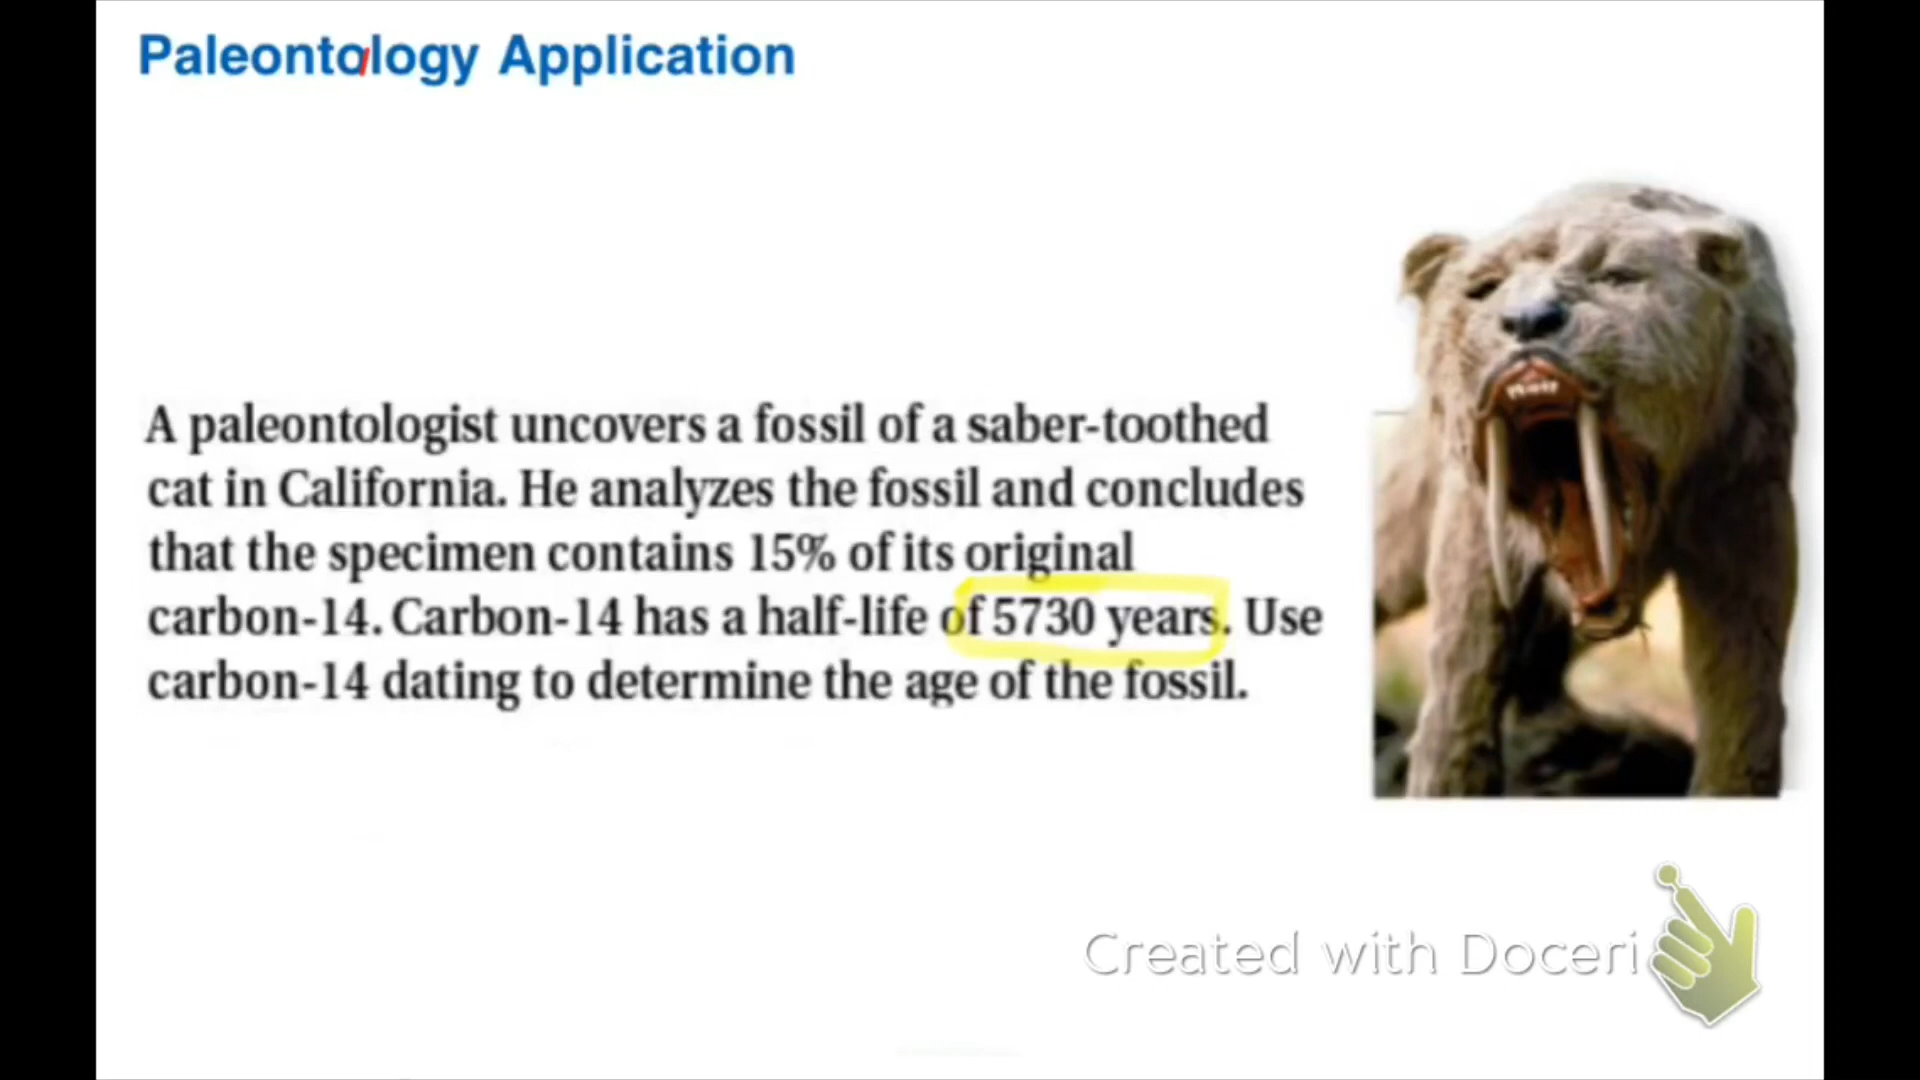 Paleontology Application
A paleontologist uncovers a fossil of a saber-toothed
cat in California. He analyzes the fossil and concludes
that the specimen contains 15% of its original
carbon-14. Carbon-14 has a half-life of 5730 years. Use
carbon-14 dating to determine the age of the fossil.
Created with Doceri